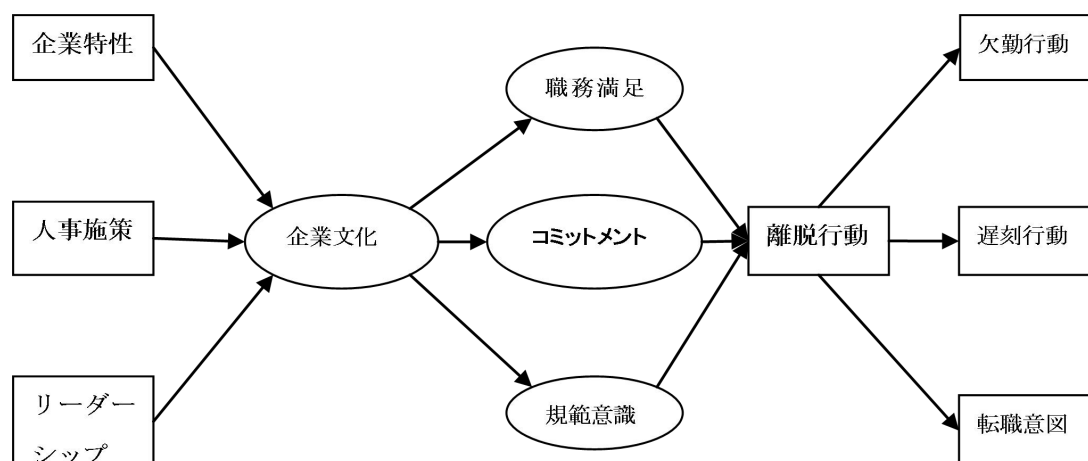 企業特性
人事施策
リーダー
シップ
企業文化
職務満足
コミットメント
規範意識
離脱行動
欠勤行動
遅刻行動
転職意図